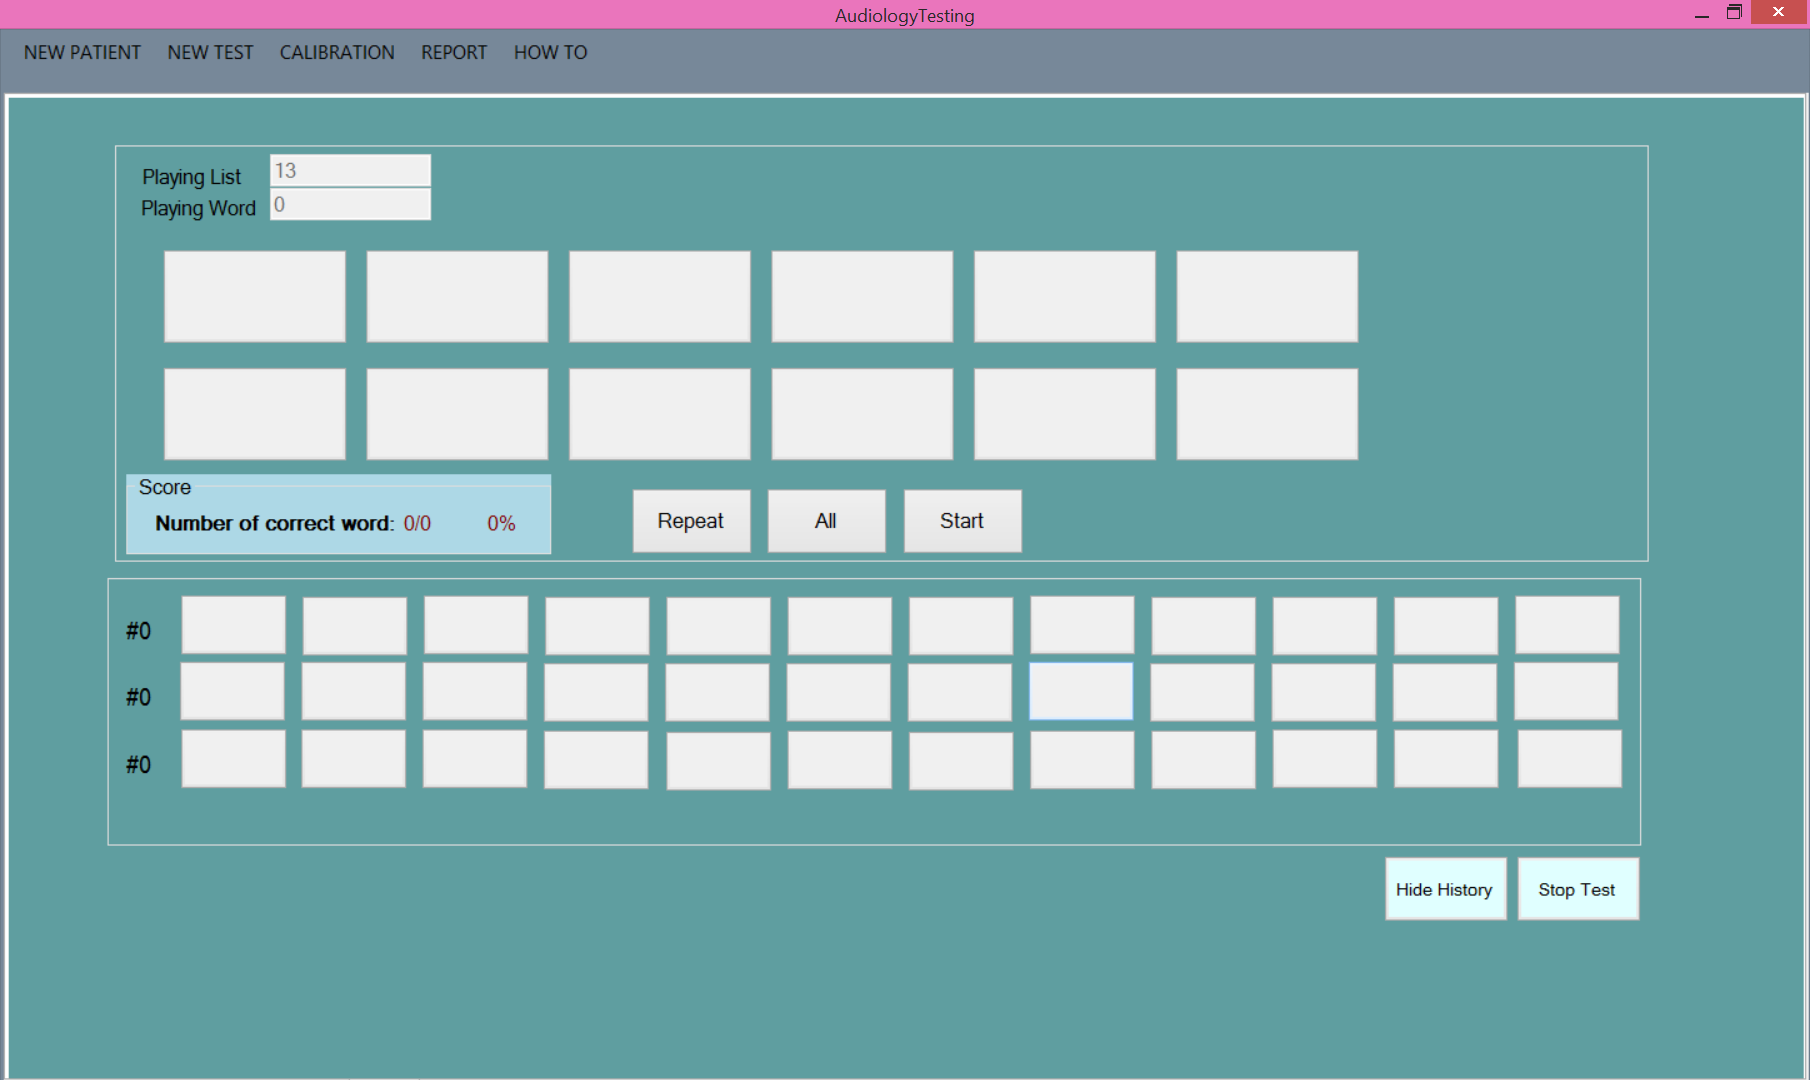 AudiologyTesting
NEW PATIENT NEW TEST CALIBRATION REPORT HOW TO
Playing List 13
Playing Word 0
Score
Number of correct word: 0/0 0%
Repeat All Start
#0
#0
#0
Hide History Stop Test